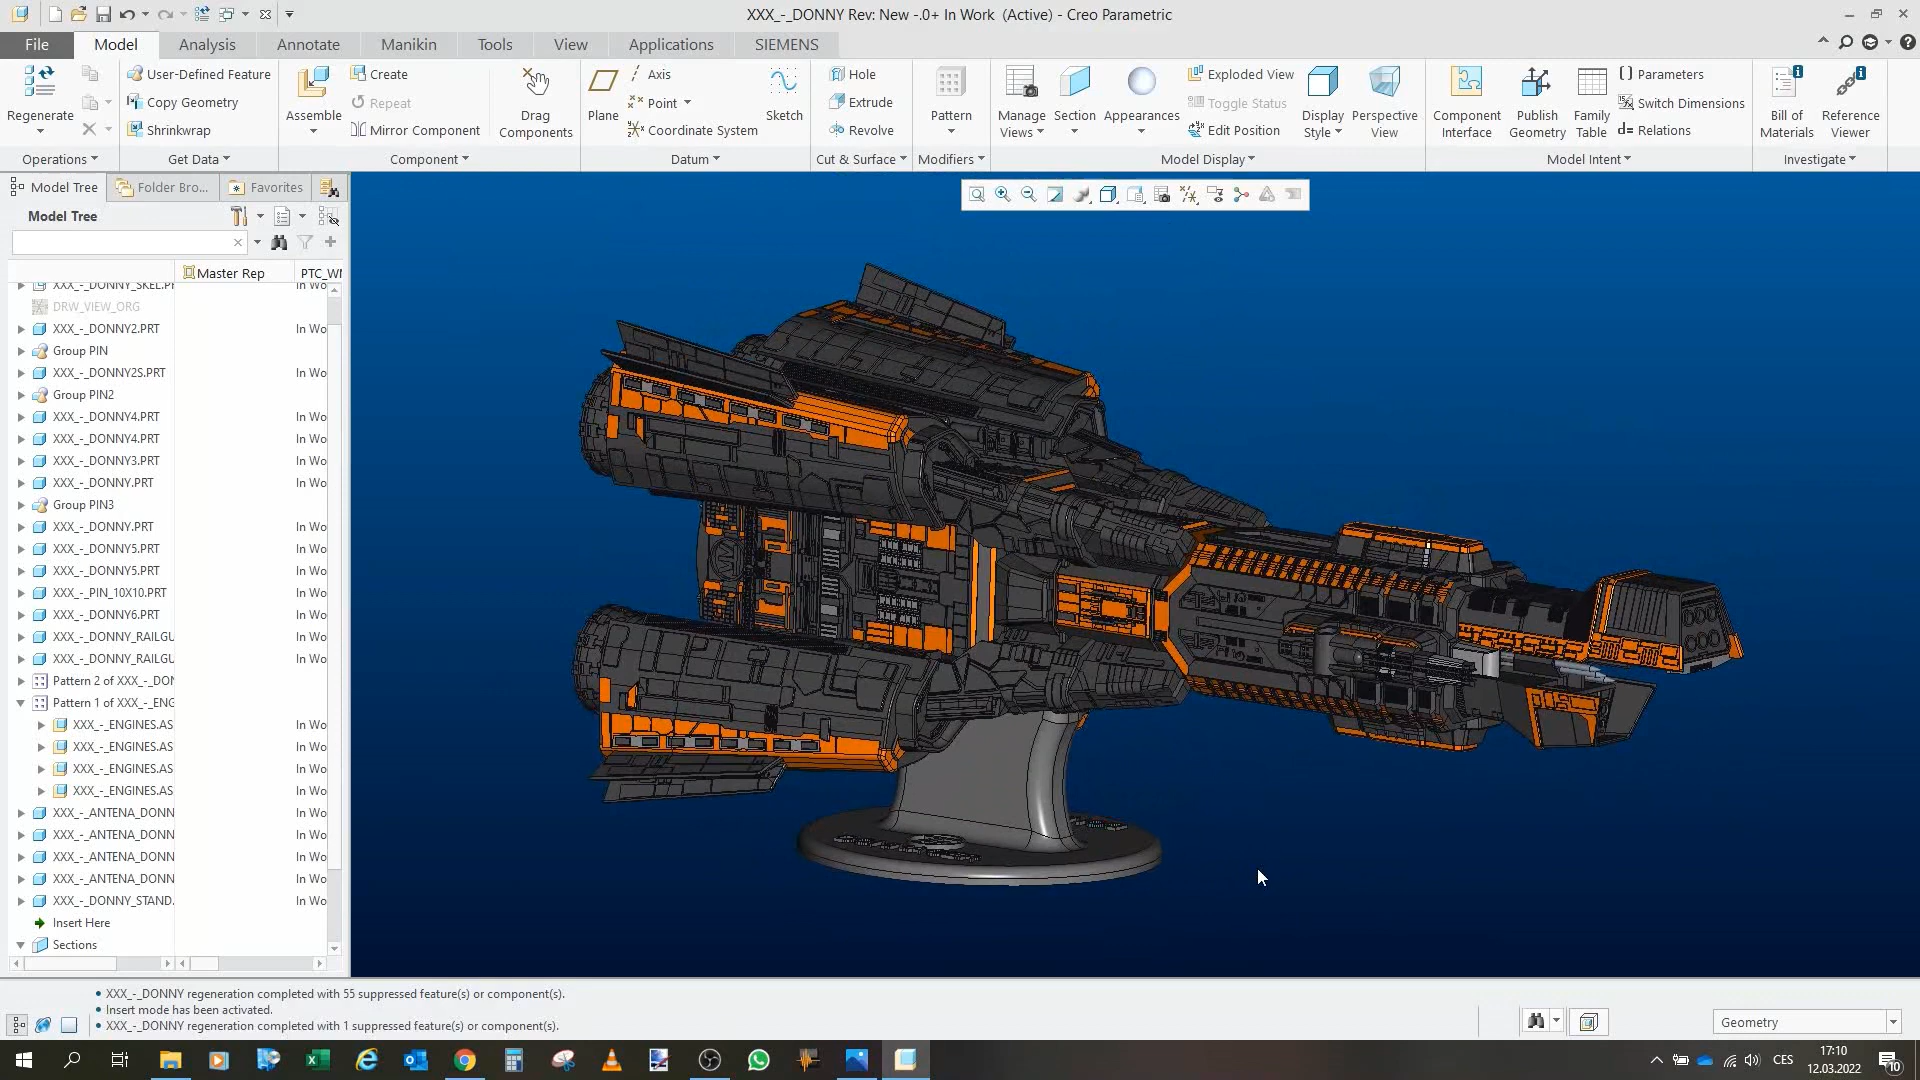 XXX_-_DONNY Rev: New -.0+ In Work (Active) - Creo Parametric
File
Model
Analysis
Annotate
Manikin
Tools
View
Applications
SIEMENS
Regenerate
User-Defined Feature
Copy Geometry
Shrinkwrap
Assemble
Create
Repeat
Mirror Component
Drag
Components
Plane
Axis
Point
Coordinate System
Sketch
Hole
Extrude
Revolve
Pattern
Manage
Views
Section
Appearances
Exploded View
Toggle Status
Edit Position
Display
Style
Perspective
View
Component
Interface
Publish
Geometry
Family
Table
Parameters
Switch Dimensions
Relations
Bill of
Materials
Reference
Viewer
Operations
Get Data
Component
Datum
Cut & Surface
Modifiers
Model Display
Model Intent
Investigate
Model Tree
Folder Bro...
Favorites
Model Tree
Master Rep
PTC_WM
XXX_-_DONNY_SKEL.PR In Wo
DRW_VIEW_ORG
XXX_-_DONNY2.PRT In Wo
Group PIN
XXX_-_DONNY2S.PRT In Wo
Group PIN2
XXX_-_DONNY4.PRT In Wo
XXX_-_DONNY4.PRT In Wo
XXX_-_DONNY3.PRT In Wo
XXX_-_DONNY.PRT In Wo
Group PIN3
XXX_-_DONNY.PRT In Wo
XXX_-_DONNY5.PRT In Wo
XXX_-_DONNY5.PRT In Wo
XXX_-_PIN_10X10.PRT In Wo
XXX_-_DONNY6.PRT In Wo
XXX_-_DONNY_RAILGU In Wo
XXX_-_DONNY_RAILGU In Wo
Pattern 2 of XXX_-_DON
Pattern 1 of XXX_-_ENG
XXX_-_ENGINES.AS In Wo
XXX_-_ENGINES.AS In Wo
XXX_-_ENGINES.AS In Wo
XXX_-_ENGINES.AS In Wo
XXX_-_ANTENA_DONN In Wo
XXX_-_ANTENA_DONN In Wo
XXX_-_ANTENA_DONN In Wo
XXX_-_ANTENA_DONN In Wo
XXX_-_DONNY_STAND. In Wo
Insert Here
Sections
• XXX_-_DONNY regeneration completed with 55 suppressed feature(s) or component(s).
• Insert mode has been activated.
• XXX_-_DONNY regeneration completed with 1 suppressed feature(s) or component(s).
Geometry
CES
17:10
12.03.2022
10